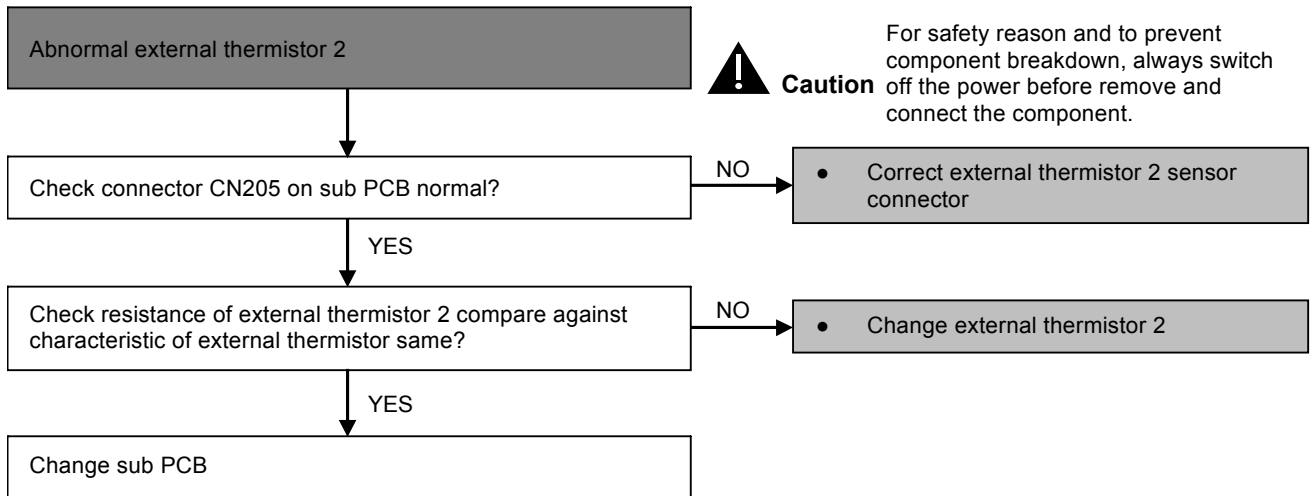 Abnormal external thermistor 2
Caution
For safety reason and to prevent
component breakdown, always switch
off the power before remove and
connect the component.
Check connector CN205 on sub PCB normal?
NO
● Correct external thermistor 2 sensor
connector
YES
Check resistance of external thermistor 2 compare against
characteristic of external thermistor same?
NO
● Change external thermistor 2
YES
Change sub PCB